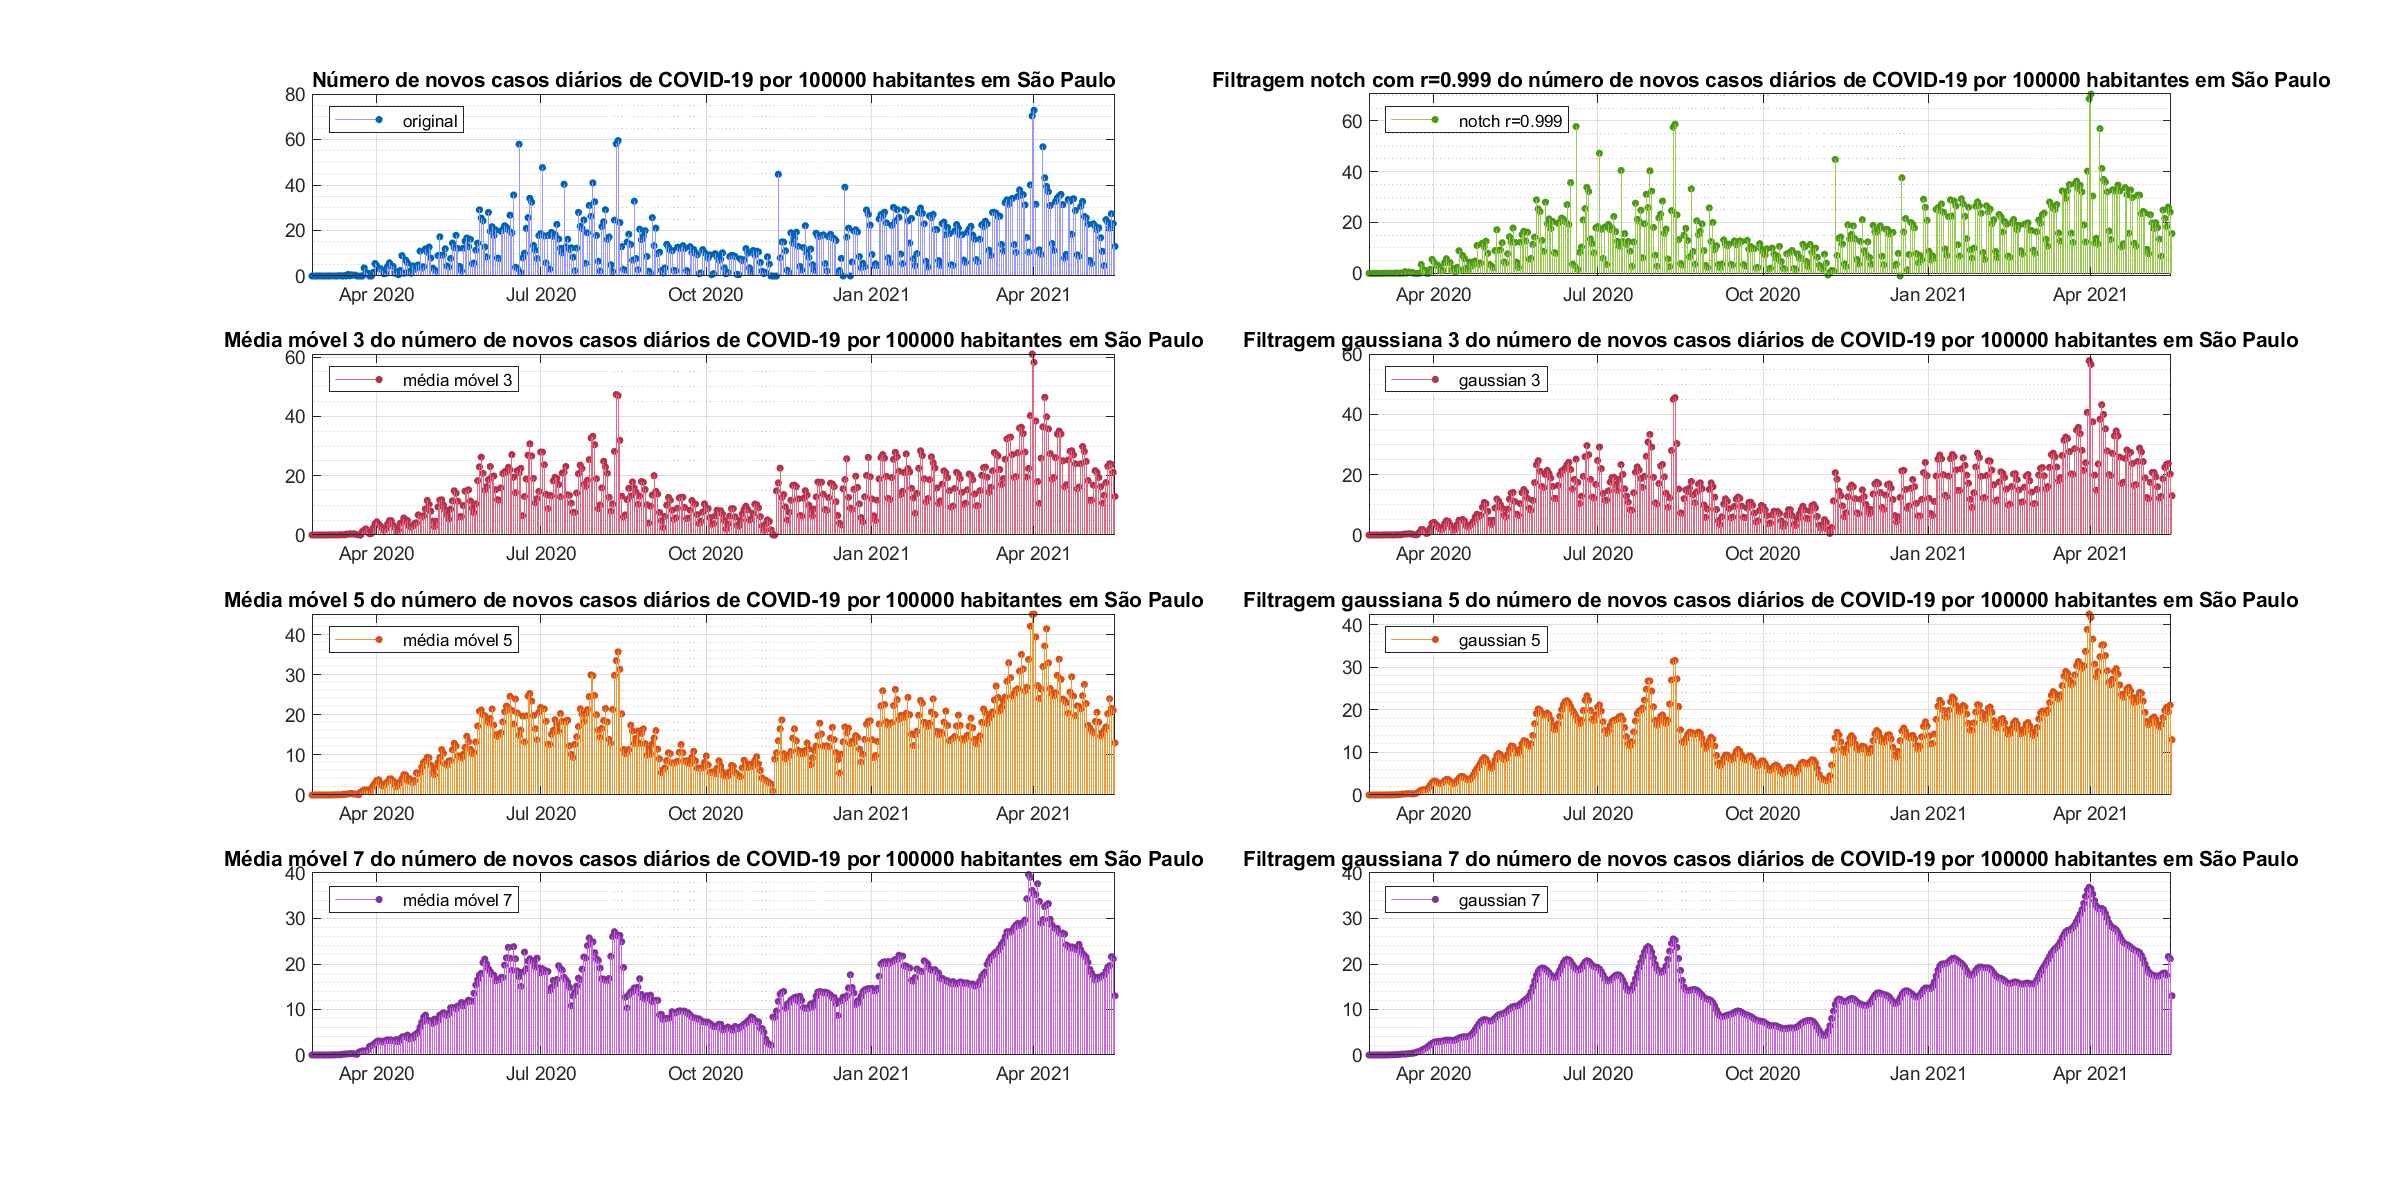 Número de novos casos diários de COVID-19 por 100000 habitantes em São Paulo
80
60
40
20
0
original
Apr 2020 Jul 2020 Oct 2020 Jan 2021 Apr 2021
Filtragem notch com r=0.999 do número de novos casos diários de COVID-19 por 100000 habitantes em São Paulo
60
40
20
0
notch r=0.999
Apr 2020 Jul 2020 Oct 2020 Jan 2021 Apr 2021
Média móvel 3 do número de novos casos diários de COVID-19 por 100000 habitantes em São Paulo
60
40
20
0
média móvel 3
Apr 2020 Jul 2020 Oct 2020 Jan 2021 Apr 2021
Filtragem gaussiana 3 do número de novos casos diários de COVID-19 por 100000 habitantes em São Paulo
60
40
20
0
gaussian 3
Apr 2020 Jul 2020 Oct 2020 Jan 2021 Apr 2021
Média móvel 5 do número de novos casos diários de COVID-19 por 100000 habitantes em São Paulo
40
30
20
10
0
média móvel 5
Apr 2020 Jul 2020 Oct 2020 Jan 2021 Apr 2021
Filtragem gaussiana 5 do número de novos casos diários de COVID-19 por 100000 habitantes em São Paulo
40
30
20
10
0
gaussian 5
Apr 2020 Jul 2020 Oct 2020 Jan 2021 Apr 2021
Média móvel 7 do número de novos casos diários de COVID-19 por 100000 habitantes em São Paulo
40
30
20
10
0
média móvel 7
Apr 2020 Jul 2020 Oct 2020 Jan 2021 Apr 2021
Filtragem gaussiana 7 do número de novos casos diários de COVID-19 por 100000 habitantes em São Paulo
40
30
20
10
0
gaussian 7
Apr 2020 Jul 2020 Oct 2020 Jan 2021 Apr 2021